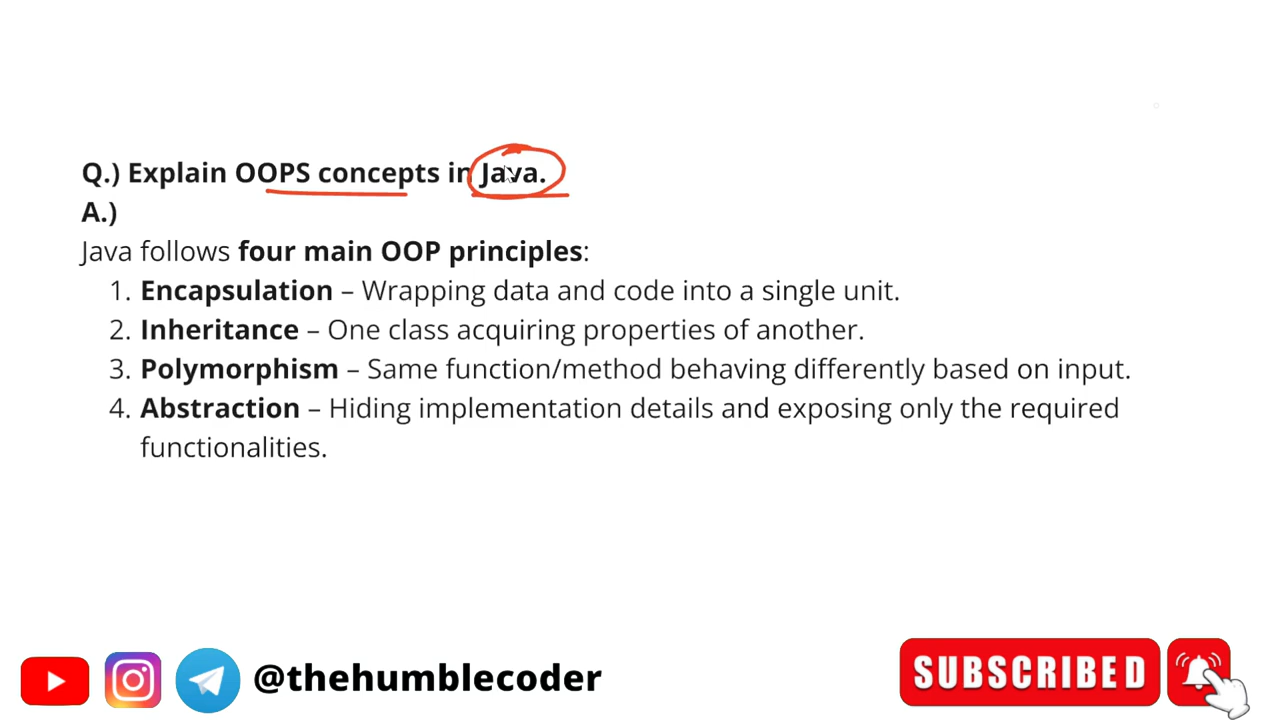 Q.) Explain OOPS concepts in Java.
A.)
Java follows four main OOP principles:
1. Encapsulation – Wrapping data and code into a single unit.
2. Inheritance – One class acquiring properties of another.
3. Polymorphism – Same function/method behaving differently based on input.
4. Abstraction – Hiding implementation details and exposing only the required
functionalities.
@thehumblecoder
SUBSCRIBED